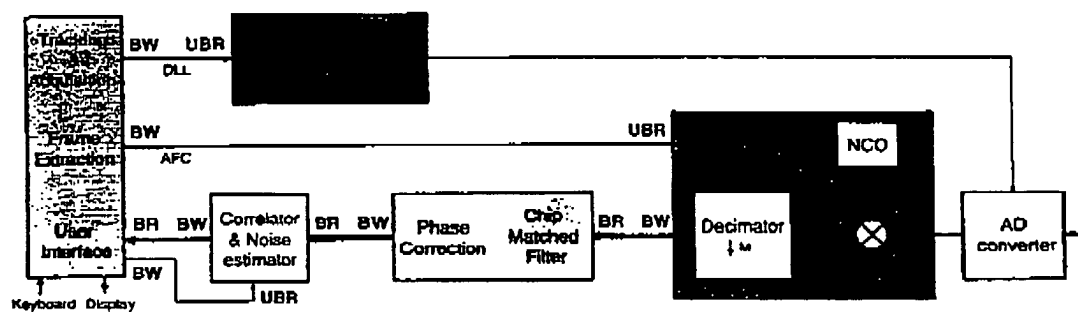 Tracking
BW
UBR
DLL
Frame
Extraction
BW
AFC
UBR
NCO
User
Interface
BR
BW
Correlator
& Noise
estimator
BR
BW
Phase
Correction
Chip
Matched
Filter
BR
BW
Decimator
↓ M
AD
converter
BW
UBR
Keyboard
Display